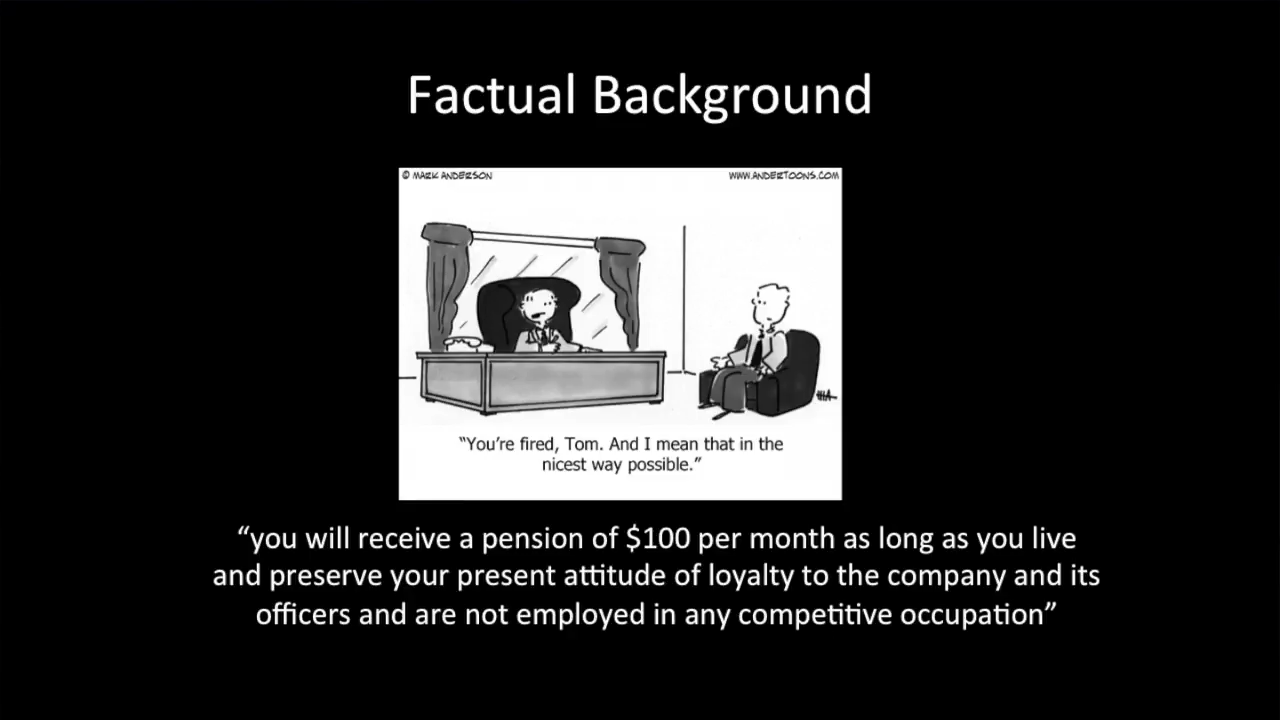 Factual Background
© MARK ANDERSON
WWW.ANDERTOONS.COM
“You’re fired, Tom. And I mean that in the
nicest way possible.”
“you will receive a pension of $100 per month as long as you live
and preserve your present attitude of loyalty to the company and its
officers and are not employed in any competitive occupation”